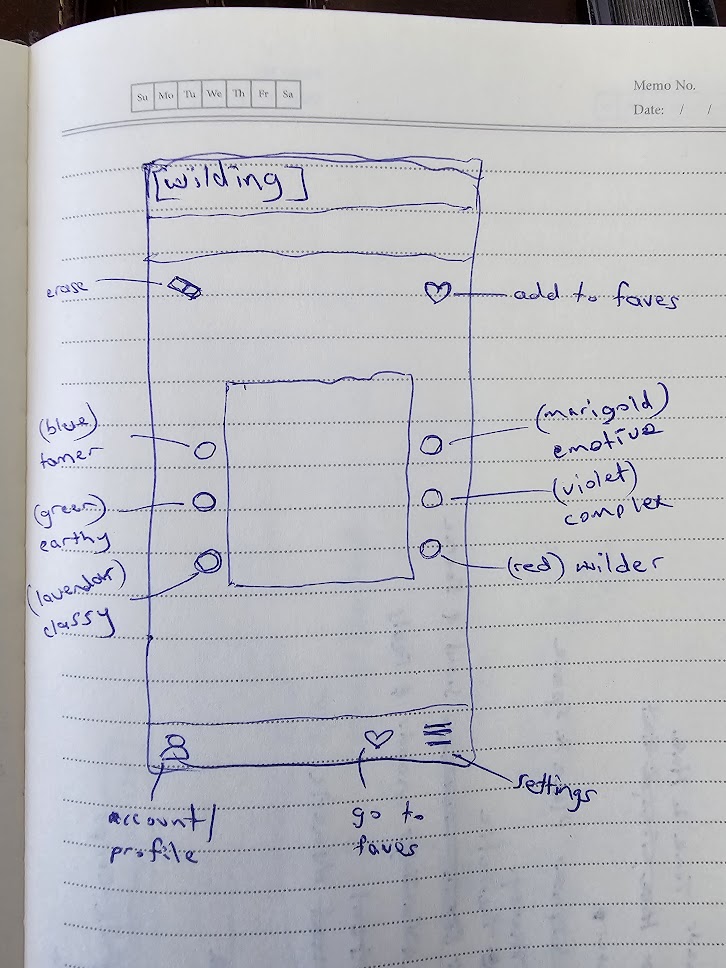 Su Mo Tu We Th Fr Sa
Memo No.
Date: / /
[wilding]
erase
add to faves
(blue)
tamer
(green)
earthy
(lavendar)
classy
(marigold)
emotive
(violet)
complex
(red) wilder
account/
profile
go to
faves
settings